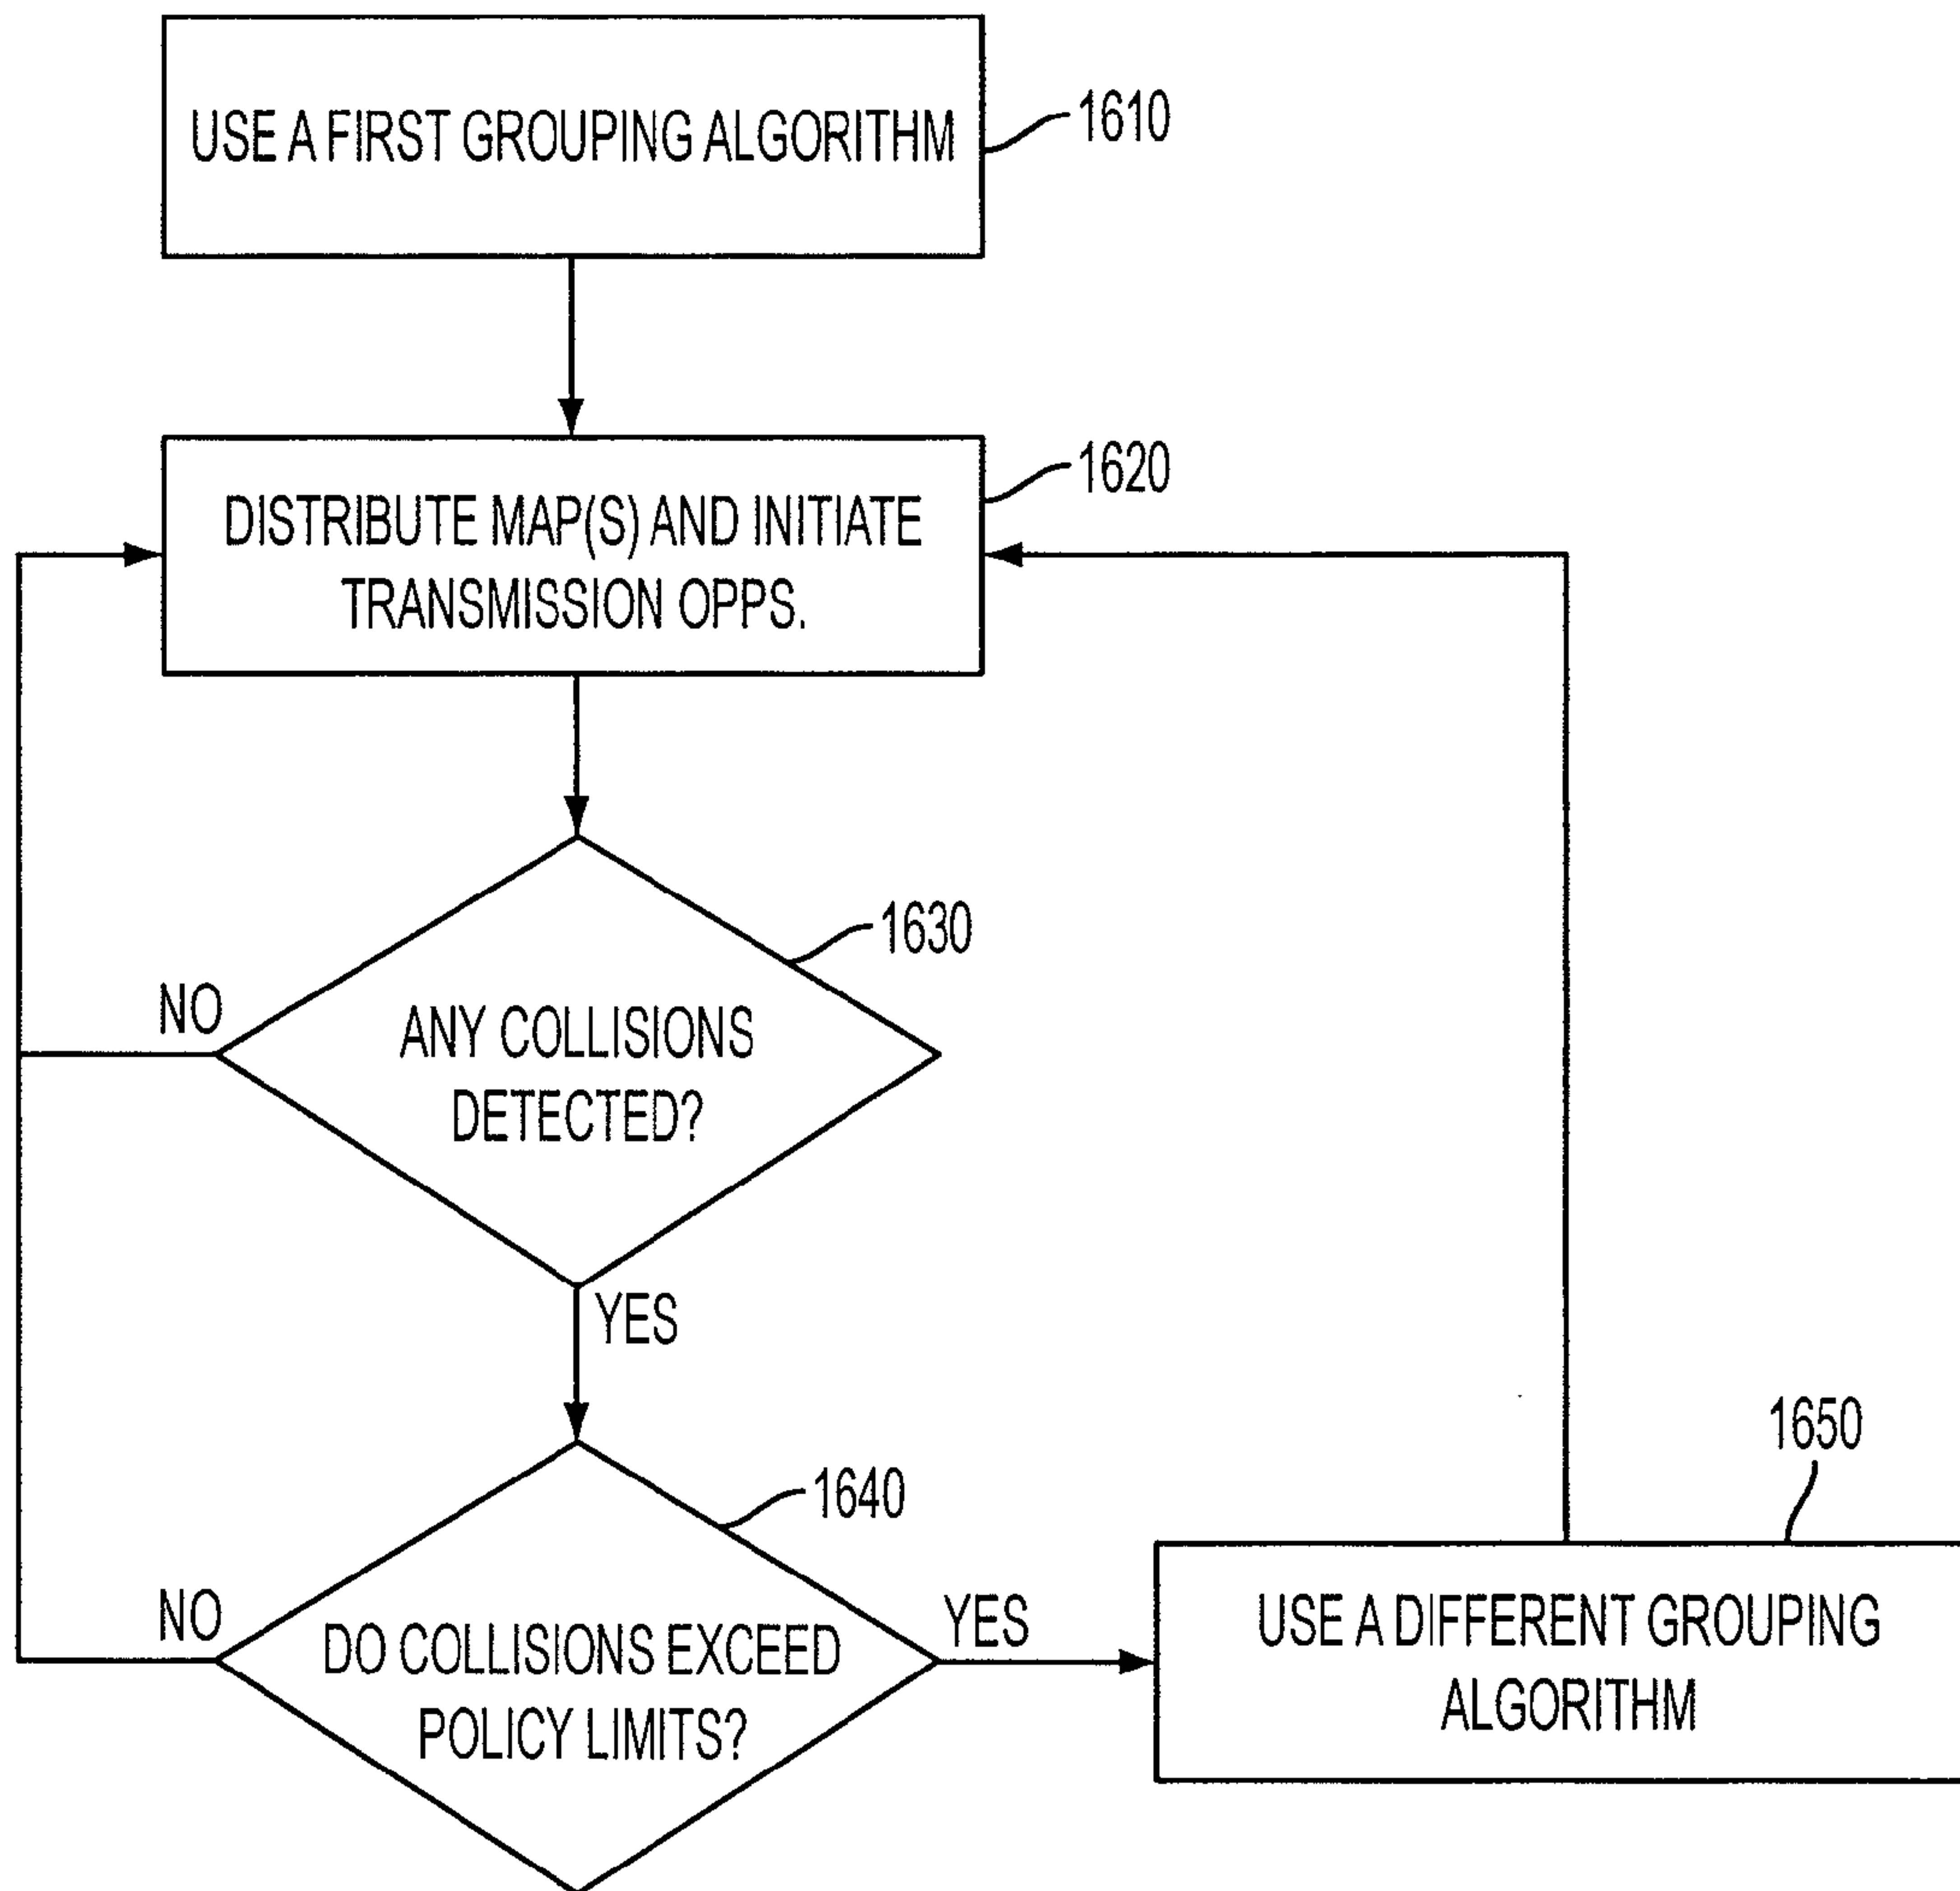 USE A FIRST GROUPING ALGORITHM
1610
DISTRIBUTE MAP(S) AND INITIATE
TRANSMISSION OPPS.
1620
ANY COLLISIONS
DETECTED?
1630
NO
YES
DO COLLISIONS EXCEED
POLICY LIMITS?
1640
NO
YES
USE A DIFFERENT GROUPING
ALGORITHM
1650